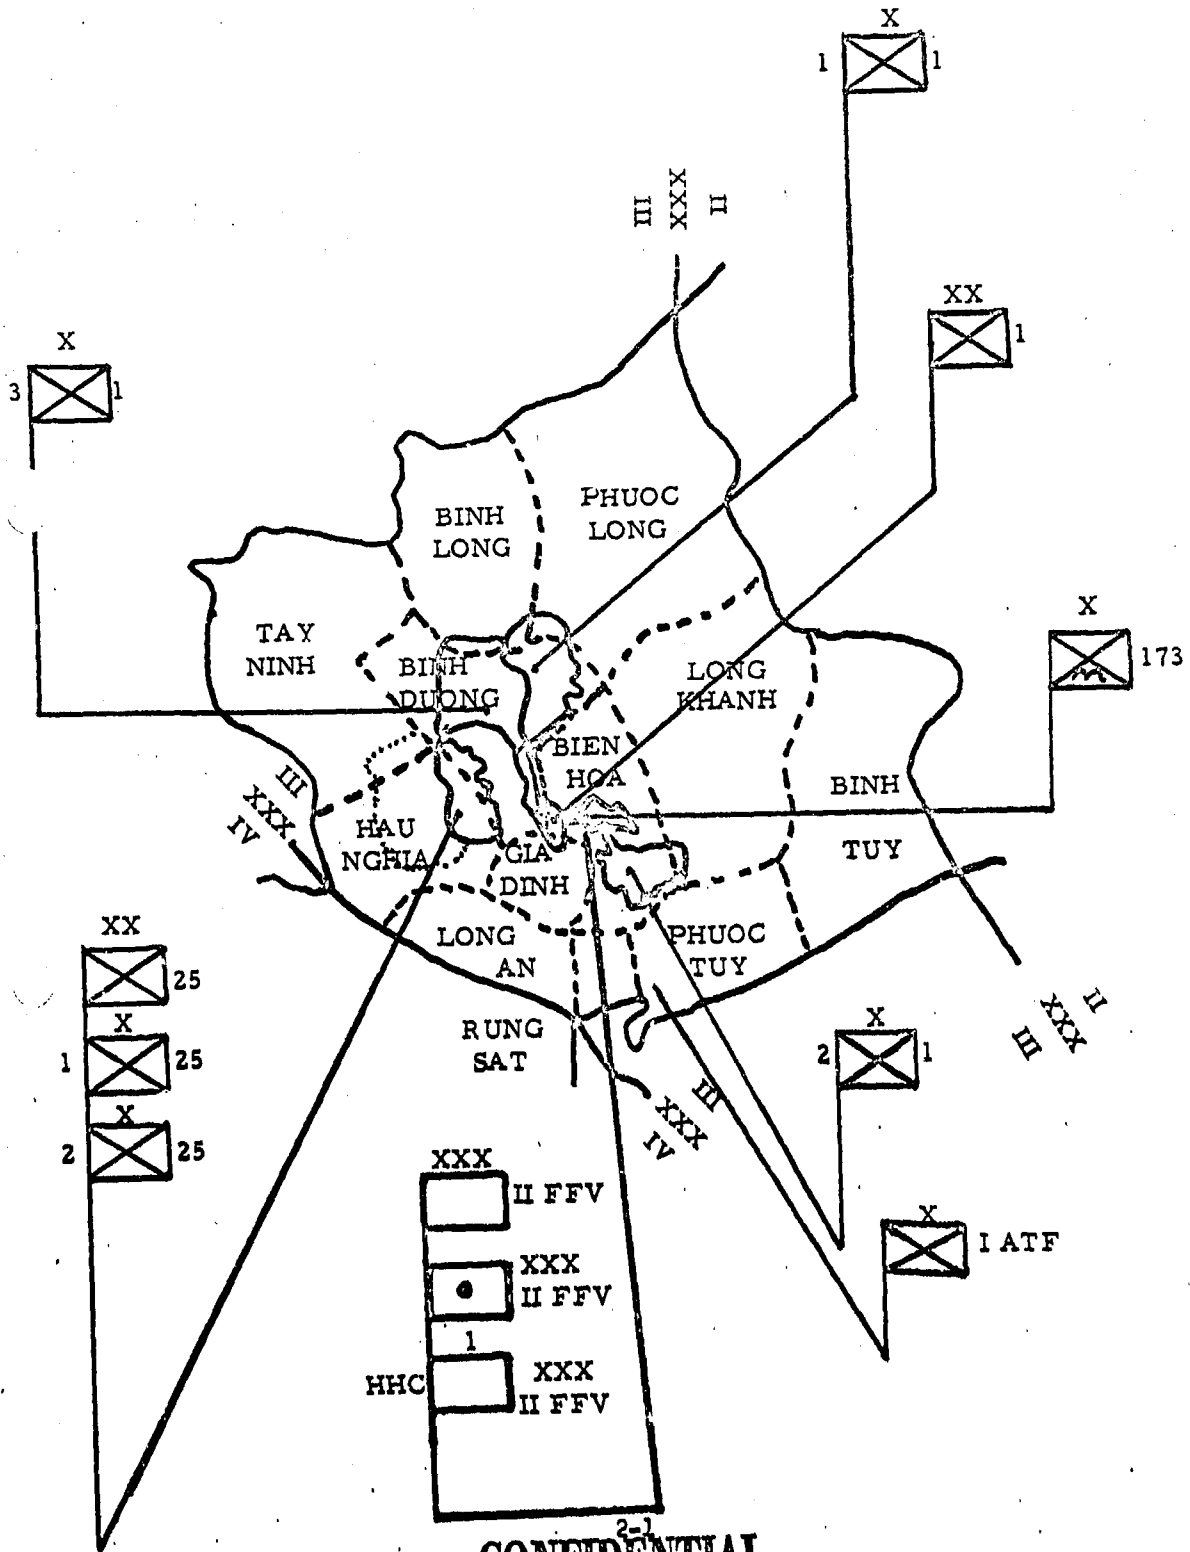 X
1 1
III XXX II
XX
1
X
3 1
PHUOC
LONG
BINH
LONG
X
173
TAY
NINH
BINH
DUONG
LONG
KHANH
BIEN
HOA
III
XXX
IV
BINH
TUY
HAU
NGHIA
GIA
DINH
LONG
AN
PHUOC
TUY
RUNG
SAT
XX
25
X
1 25
X
2 25
II
XXX
III
X
2 1
III
XXX
IV
XXX
II FFV
XXX
II FFV
1
HHC XXX
II FFV
X
I ATF
2-1
CONFIDENTIAL